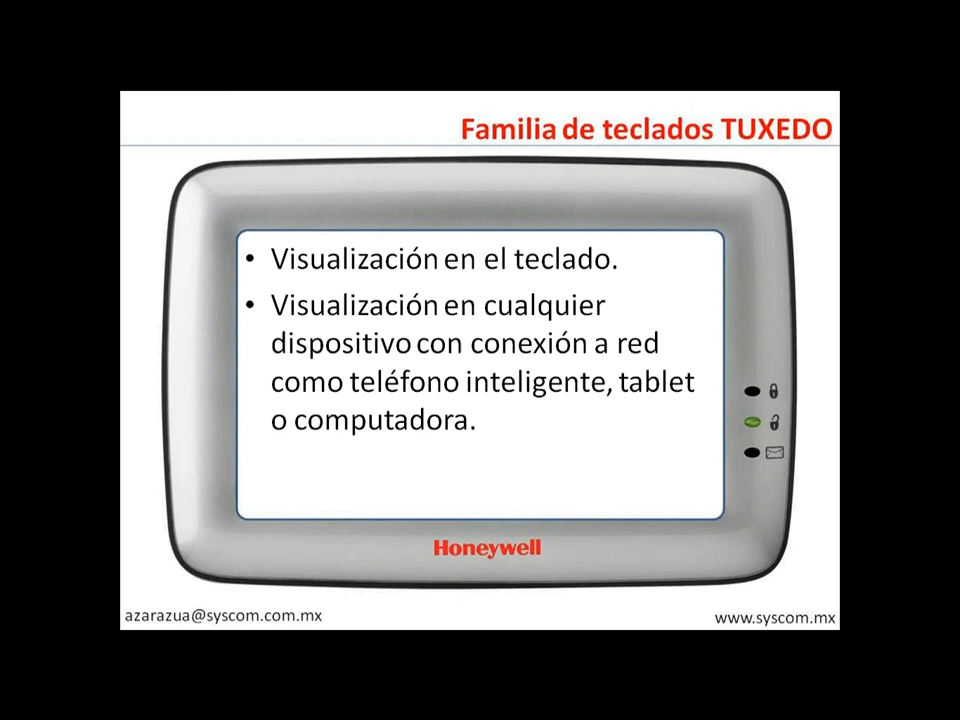 Familia de teclados TUXEDO
• Visualización en el teclado.
• Visualización en cualquier
dispositivo con conexión a red
como teléfono inteligente, tablet
o computadora.
Honeywell
azarazua@syscom.com.mx
www.syscom.mx